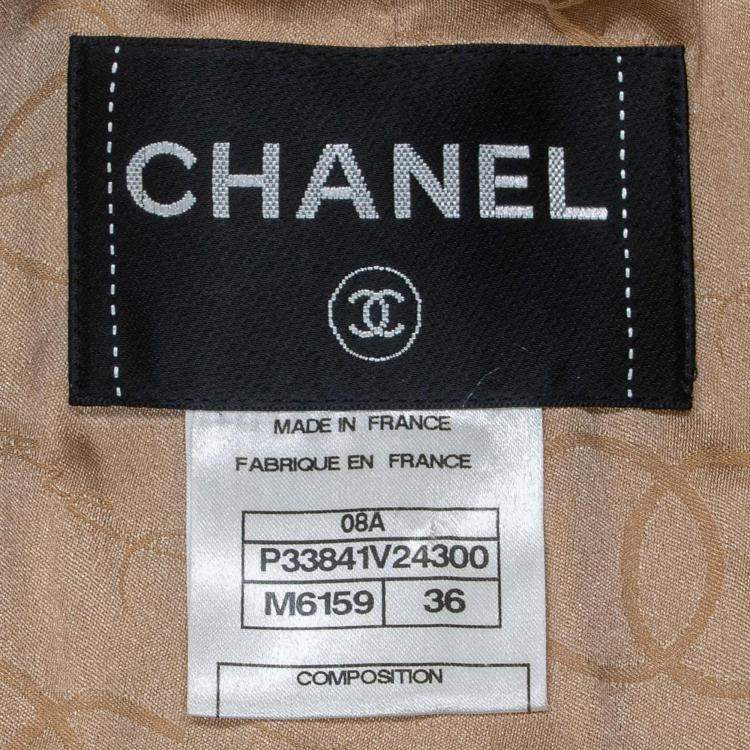 CHANEL
MADE IN FRANCE
FABRIQUE EN FRANCE
08A
P33841V24300
M6159 36
COMPOSITION